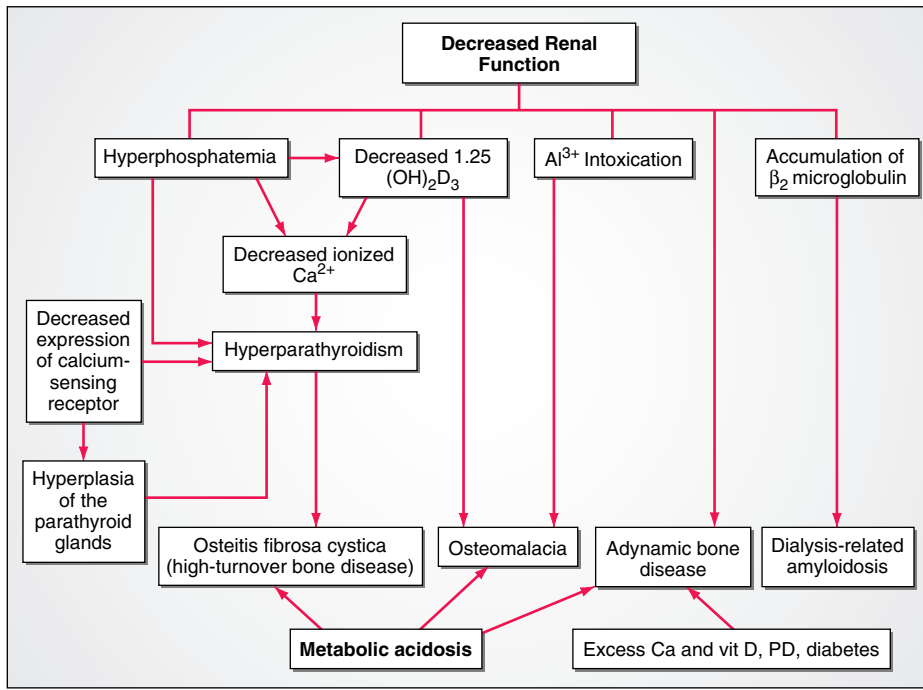 Decreased Renal
Function
Hyperphosphatemia
Decreased 1.25
(OH)₂D₃
Al³⁺ Intoxication
Accumulation of
β₂ microglobulin
Decreased ionized
Ca²⁺
Decreased
expression
of calcium-
sensing
receptor
Hyperparathyroidism
Hyperplasia
of the
parathyroid
glands
Osteitis fibrosa cystica
(high-turnover bone disease)
Osteomalacia
Adynamic bone
disease
Dialysis-related
amyloidosis
Metabolic acidosis
Excess Ca and vit D, PD, diabetes